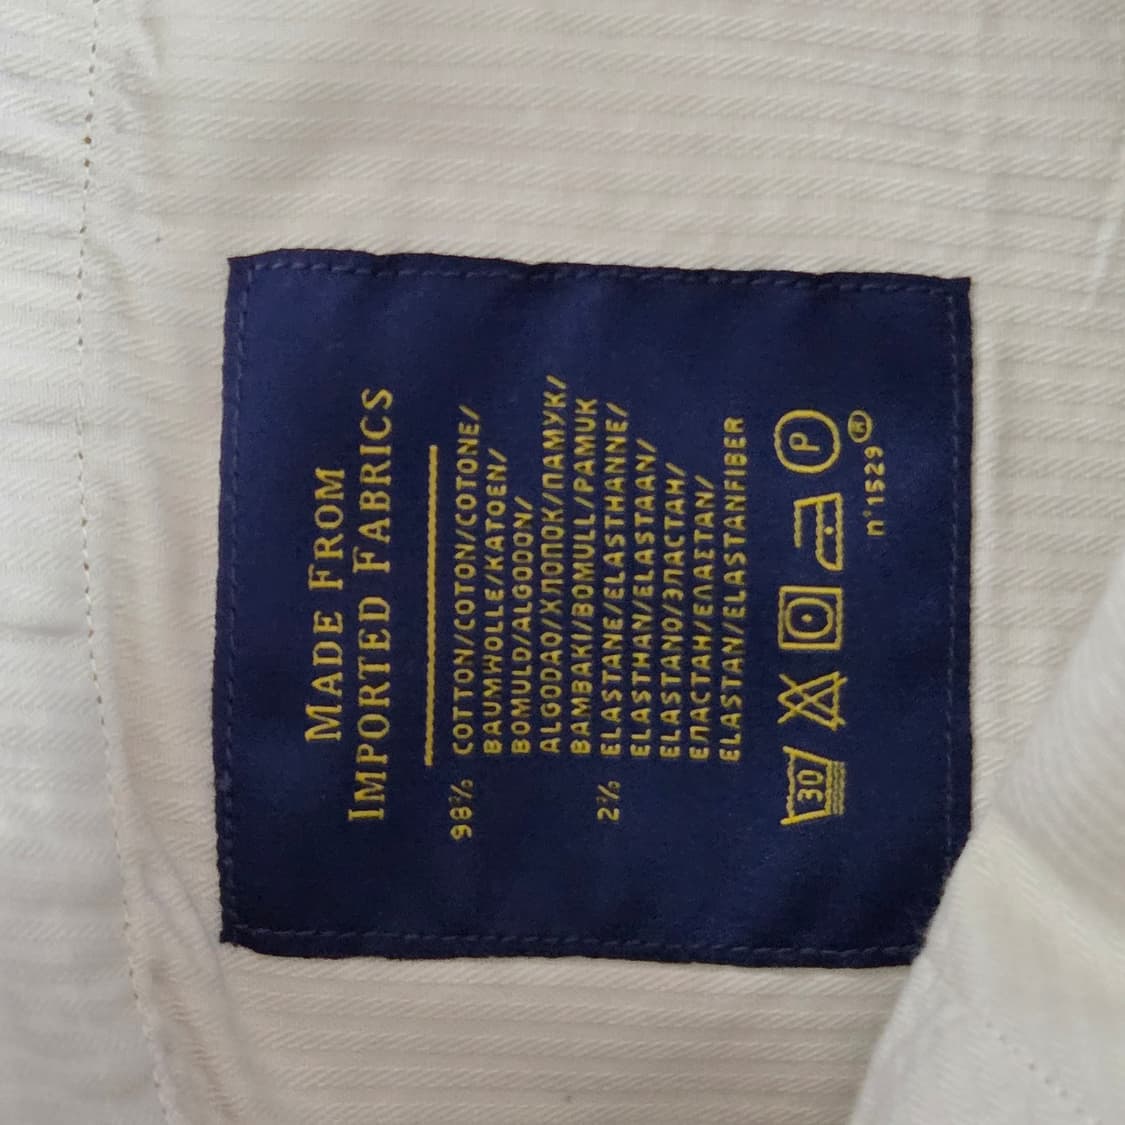 MADE FROM
IMPORTED FABRICS
98% COTTON/COTON/COTONE/
BAUMWOLLE/KATOEN/
BOMULD/ALGODON/
ALGODAO/ХЛОПОК/ПАМУК/
BAMBAKI/BOMULL/PAMUK
2% ELASTANE/ELASTHANNE/
ELASTHAN/ELASTAAN/
ELASTANO/ЭЛАСТАН/
ЕЛАСТАН/ΕΛΑΣΤΑΝ/
ELASTAN/ELASTANFIBER
30 P
n°1529 ®